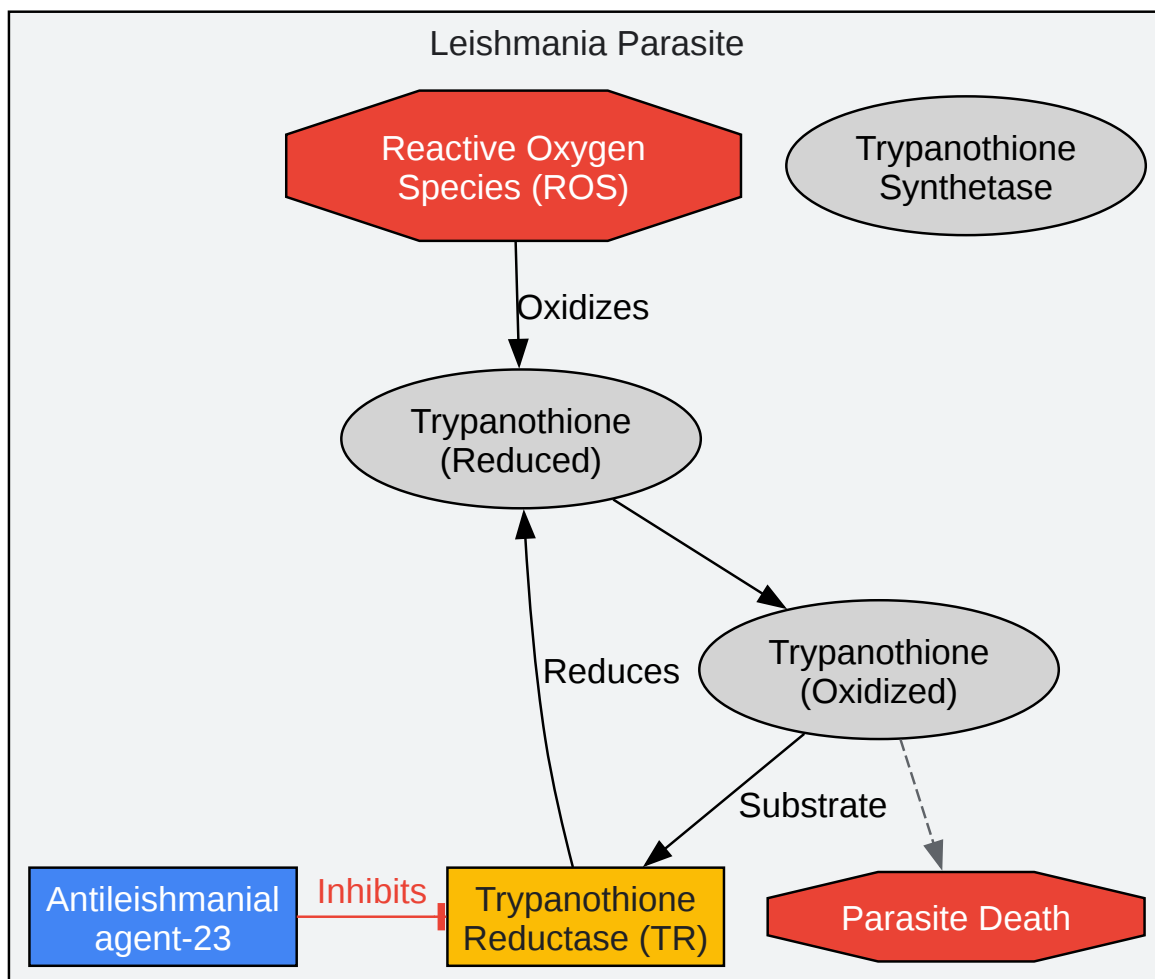 Leishmania Parasite
Reactive Oxygen
Species (ROS)
Trypanothione
Synthetase
Oxidizes
Trypanothione
(Reduced)
Reduces
Trypanothione
(Oxidized)
Substrate
Antileishmanial
agent-23
Inhibits
Trypanothione
Reductase (TR)
Parasite Death